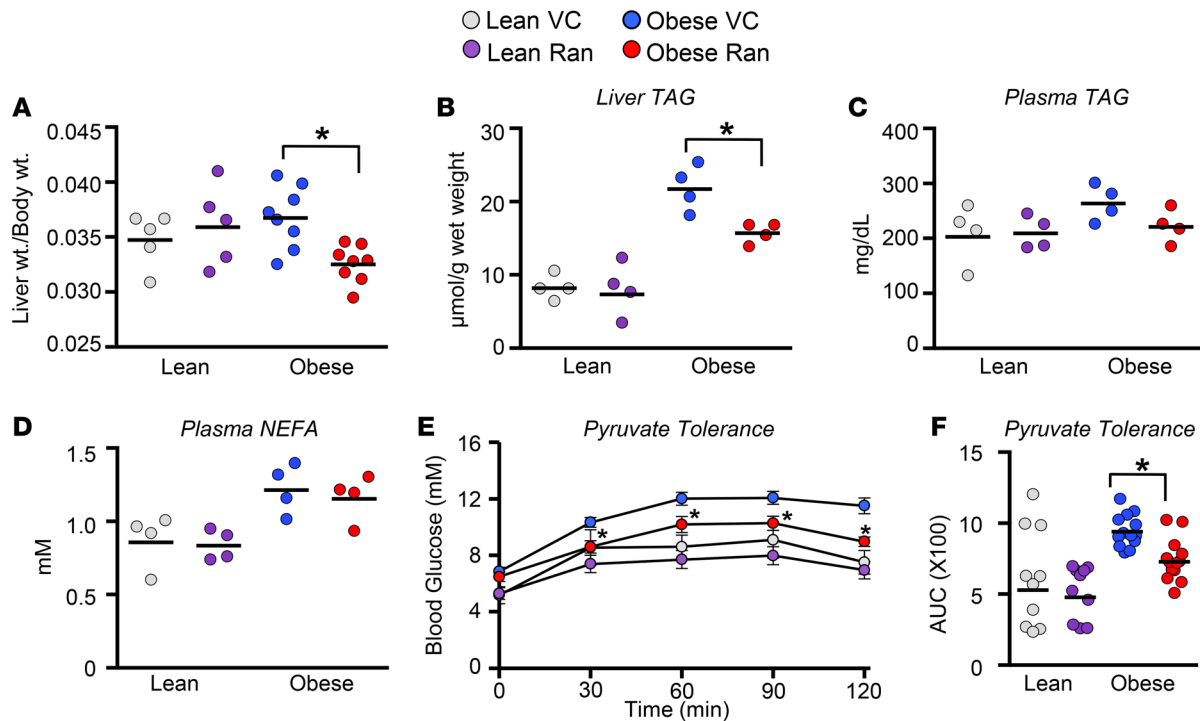 Lean VC Obese VC
Lean Ran Obese Ran
A
Liver wt./Body wt.
0.045
*
0.040
0.035
0.030
0.025
Lean Obese
B
Liver TAG
µmol/g wet weight
30
*
20
10
0
Lean Obese
C
Plasma TAG
mg/dL
400
300
200
100
0
Lean Obese
D
Plasma NEFA
mM
1.5
1.0
0.5
0
Lean Obese
E
Pyruvate Tolerance
Blood Glucose (mM)
16
12
8
4
0
* * * *
0 30 60 90 120
Time (min)
F
Pyruvate Tolerance
AUC (X100)
15
*
10
5
0
Lean Obese